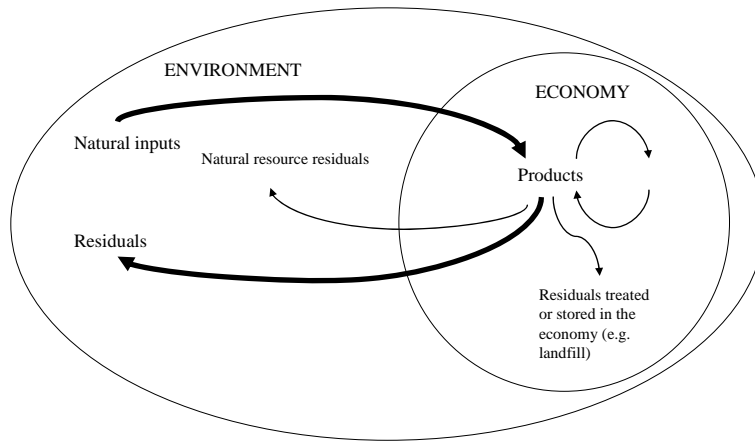 ENVIRONMENT
ECONOMY
Natural inputs
Natural resource residuals
Products
Residuals
Residuals treated
or stored in the
economy (e.g.
landfill)